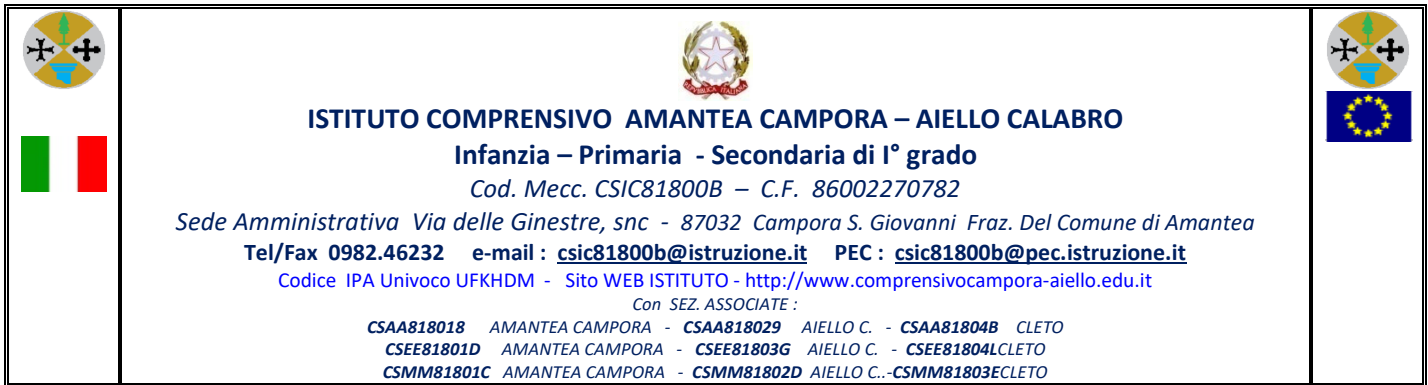 REPVBBLICA ITALIANA
ISTITUTO COMPRENSIVO AMANTEA CAMPORA – AIELLO CALABRO
Infanzia – Primaria - Secondaria di I° grado
Cod. Mecc. CSIC81800B – C.F. 86002270782
Sede Amministrativa Via delle Ginestre, snc - 87032 Campora S. Giovanni Fraz. Del Comune di Amantea
Tel/Fax 0982.46232 e-mail : csic81800b@istruzione.it PEC : csic81800b@pec.istruzione.it
Codice IPA Univoco UFKHDM - Sito WEB ISTITUTO - http://www.comprensivocampora-aiello.edu.it
Con SEZ. ASSOCIATE :
CSAA818018 AMANTEA CAMPORA - CSAA818029 AIELLO C. - CSAA81804B CLETO
CSEE81801D AMANTEA CAMPORA - CSEE81803G AIELLO C. - CSEE81804LCLETO
CSMM81801C AMANTEA CAMPORA - CSMM81802D AIELLO C..-CSMM81803ECLETO